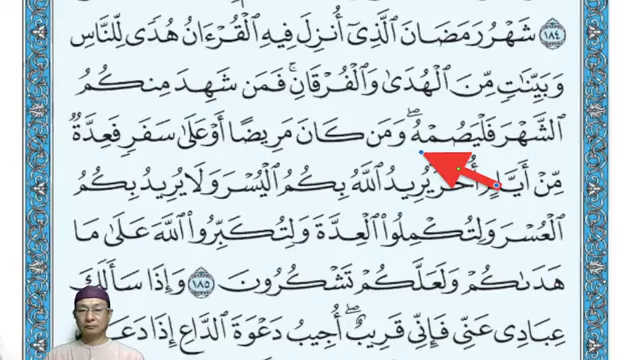 شَهْرُ رَمَضَانَ ٱلَّذِىٓ أُنزِلَ فِيهِ ٱلْقُرْءَانُ هُدًى لِّلنَّاسِ
وَبَيِّنَٰتٍ مِّنَ ٱلْهُدَىٰ وَٱلْفُرْقَانِ ۚ فَمَن شَهِدَ مِنكُمُ
ٱلشَّهْرَ فَلْيَصُمْهُ ۖ وَمَن كَانَ مَرِيضًا أَوْ عَلَىٰ سَفَرٍ فَعِدَّةٌ
مِّنْ أَيَّامٍ أُخَرَ يُرِيدُ ٱللَّهُ بِكُمُ ٱلْيُسْرَ وَلَا يُرِيدُ بِكُمُ
ٱلْعُسْرَ وَلِتُكْمِلُوا۟ ٱلْعِدَّةَ وَلِتُكَبِّرُوا۟ ٱللَّهَ عَلَىٰ مَا
هَدَىٰكُمْ وَلَعَلَّكُمْ تَشْكُرُونَ ١٨٥ وَإِذَا سَأَلَكَ
عِبَادِى عَنِّى فَإِنِّى قَرِيبٌ ۖ أُجِيبُ دَعْوَةَ ٱلدَّاعِ إِذَا دَعَانِ